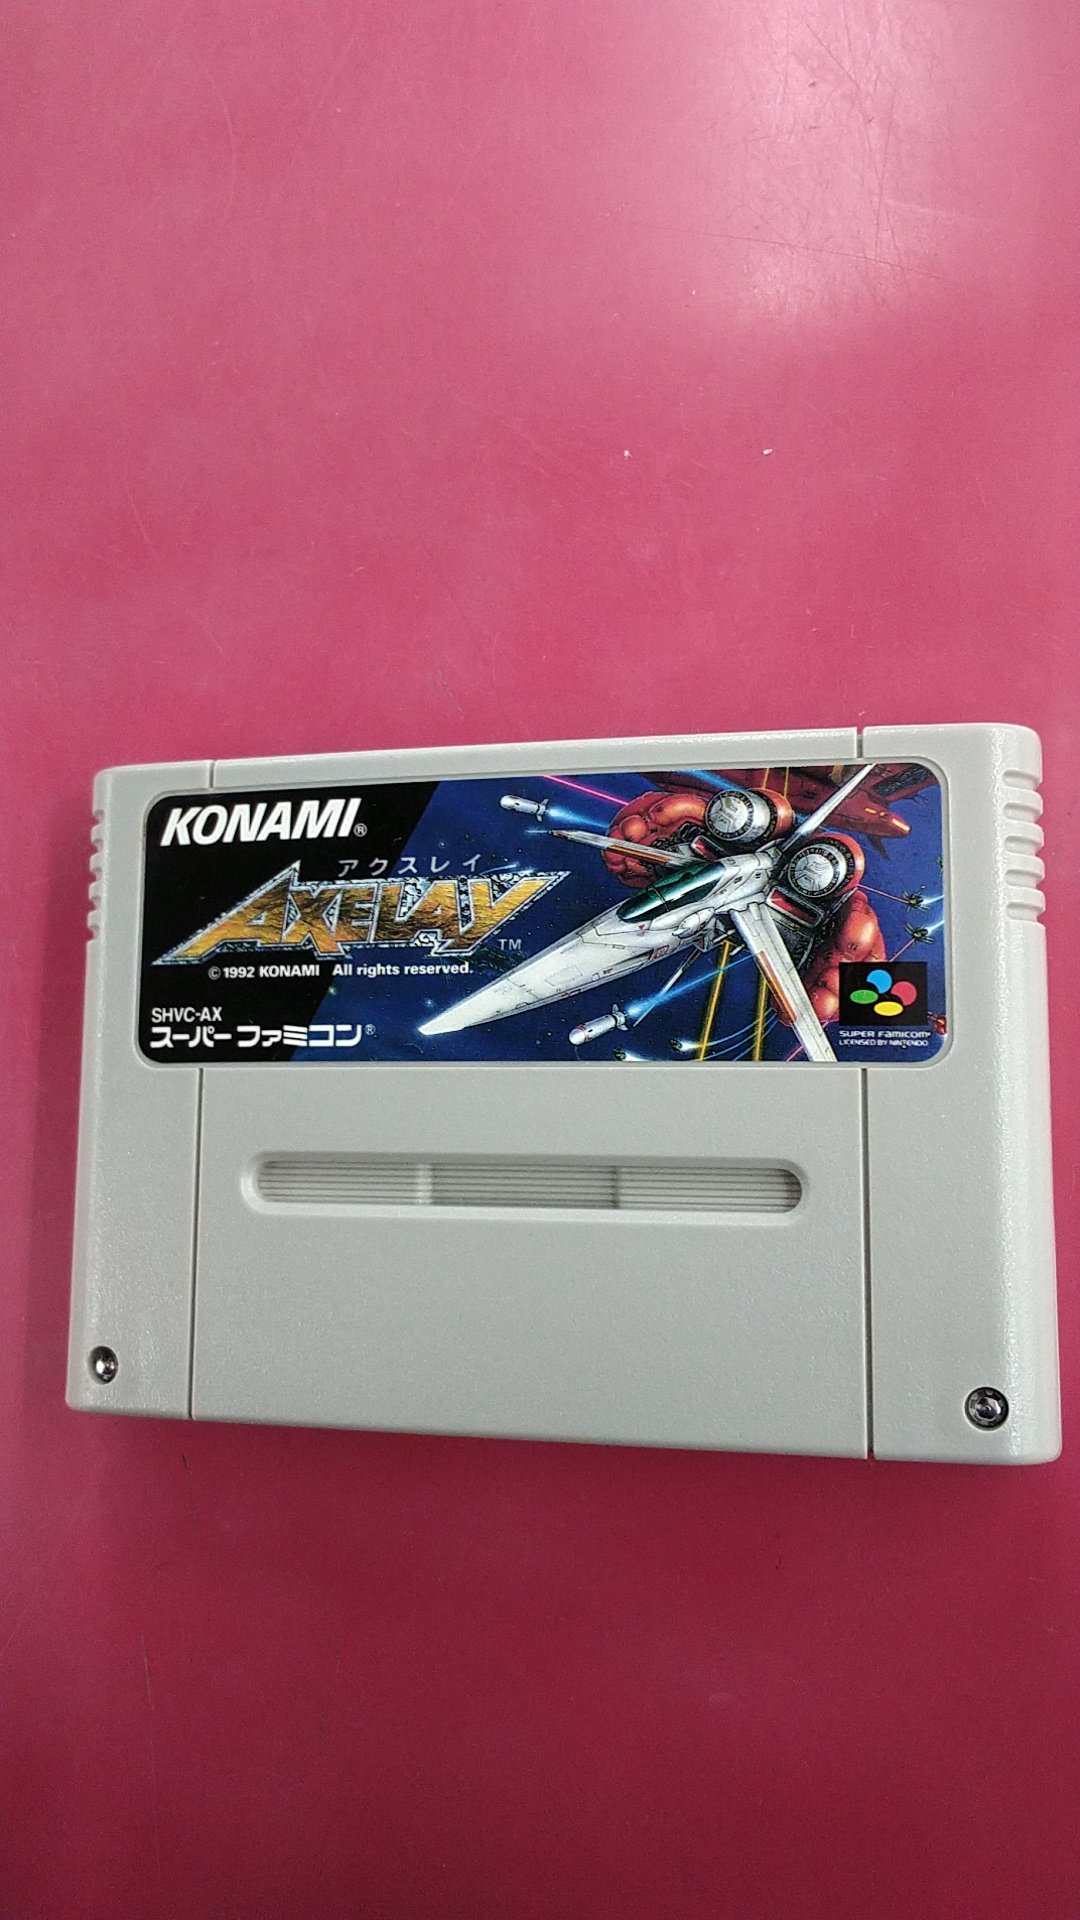 KONAMI®
アクスレイ
AXELAY™
© 1992 KONAMI All rights reserved.
SHVC-AX
スーパーファミコン®
SUPER FAMICOM®
LICENSED BY NINTENDO